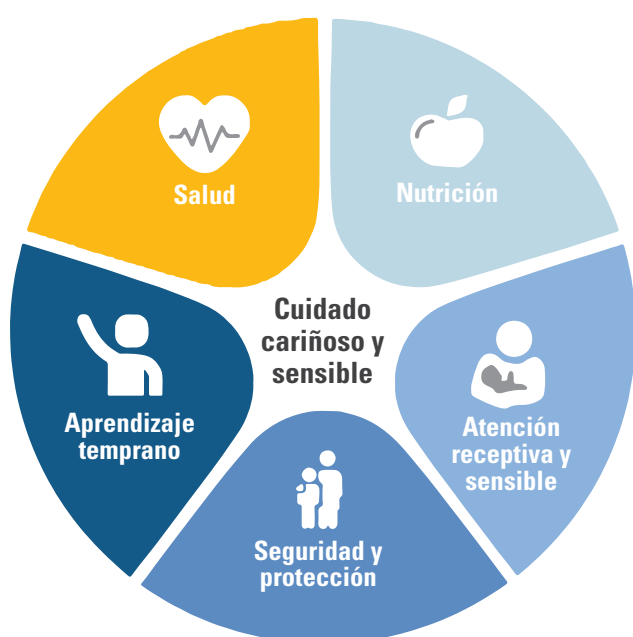 Salud
Nutrición
Cuidado
cariñoso y
sensible
Aprendizaje
temprano
Atención
receptiva y
sensible
Seguridad y
protección